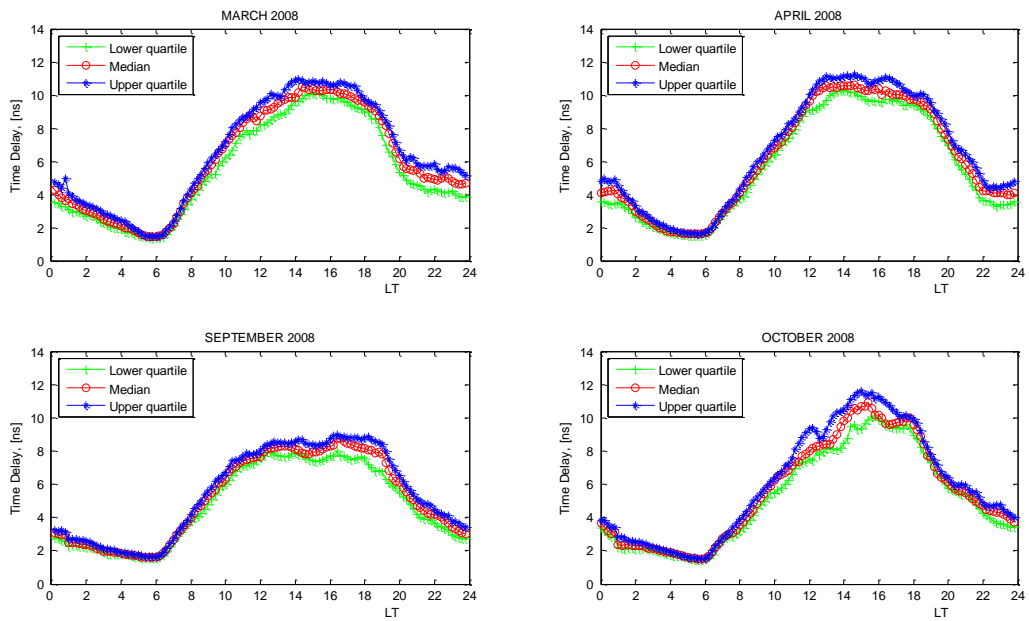 MARCH 2008
14
12
10
8
6
4
2
0
Time Delay, [ns]
Lower quartile
Median
Upper quartile
0 2 4 6 8 10 12 14 16 18 20 22 24
LT
APRIL 2008
14
12
10
8
6
4
2
0
Time Delay, [ns]
Lower quartile
Median
Upper quartile
0 2 4 6 8 10 12 14 16 18 20 22 24
LT
SEPTEMBER 2008
14
12
10
8
6
4
2
0
Time Delay, [ns]
Lower quartile
Median
Upper quartile
0 2 4 6 8 10 12 14 16 18 20 22 24
LT
OCTOBER 2008
14
12
10
8
6
4
2
0
Time Delay, [ns]
Lower quartile
Median
Upper quartile
0 2 4 6 8 10 12 14 16 18 20 22 24
LT